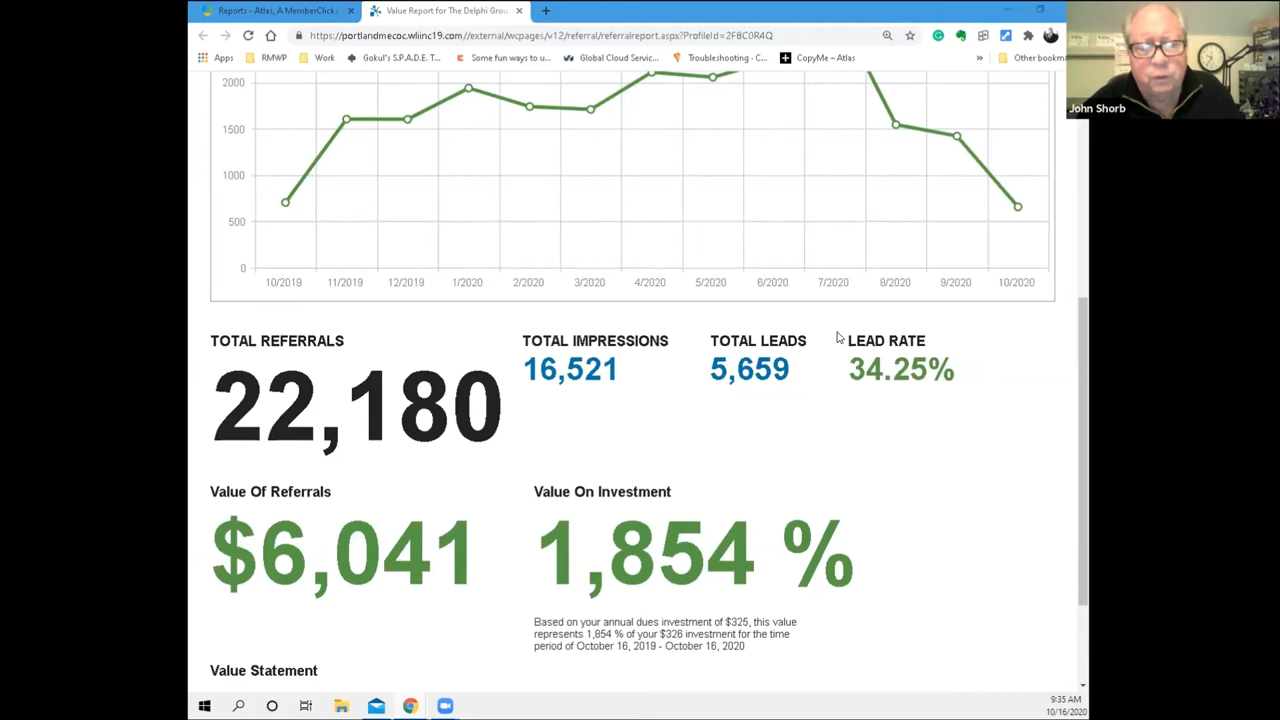 Reports - Atlas, A MemberClicks
Value Report for The Delphi Grou
https://portlandmecoc.wliinc19.com//external/wcpages/v12/referral/referralreport.aspx?ProfileId=2F8C0R4Q
Apps
RMWP
Work
Gokul's S.P.A.D.E. T...
Some fun ways to u...
Global Cloud Servic...
Troubleshooting - C...
CopyMe – Atlas
»
Other bookm
John Shorb
2000
1500
1000
500
0
10/2019 11/2019 12/2019 1/2020 2/2020 3/2020 4/2020 5/2020 6/2020 7/2020 8/2020 9/2020 10/2020
TOTAL REFERRALS
22,180
TOTAL IMPRESSIONS
16,521
TOTAL LEADS
5,659
LEAD RATE
34.25%
Value Of Referrals
$6,041
Value On Investment
1,854 %
Based on your annual dues investment of $325, this value
represents 1,854 % of your $326 investment for the time
period of October 16, 2019 - October 16, 2020
Value Statement
9:35 AM
10/16/2020